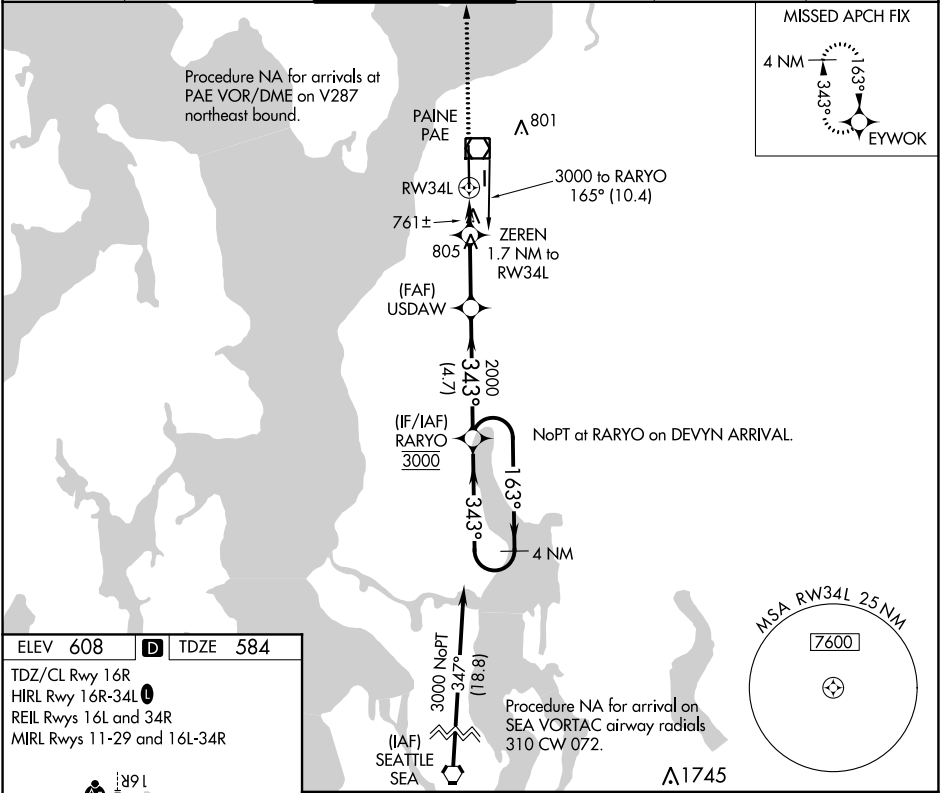 MISSED APCH FIX
4 NM
163°
343°
EYWOK
Procedure NA for arrivals at
PAE VOR/DME on V287
northeast bound.
PAINE
PAE
801
RW34L
3000 to RARYO
165° (10.4)
761±
805
ZEREN
1.7 NM to
RW34L
(FAF)
USDAW
2000
343°
(4.7)
(IF/IAF)
RARYO
3000
NoPT at RARYO on DEVYN ARRIVAL.
163°
343°
4 NM
MSA RW34L 25 NM
7600
3000 NoPT
347°
(18.8)
Procedure NA for arrival on
SEA VORTAC airway radials
310 CW 072.
(IAF)
SEATTLE
SEA
1745
ELEV 608 D TDZE 584
TDZ/CL Rwy 16R
HIRL Rwy 16R-34L L
REIL Rwys 16L and 34R
MIRL Rwys 11-29 and 16L-34R
16R